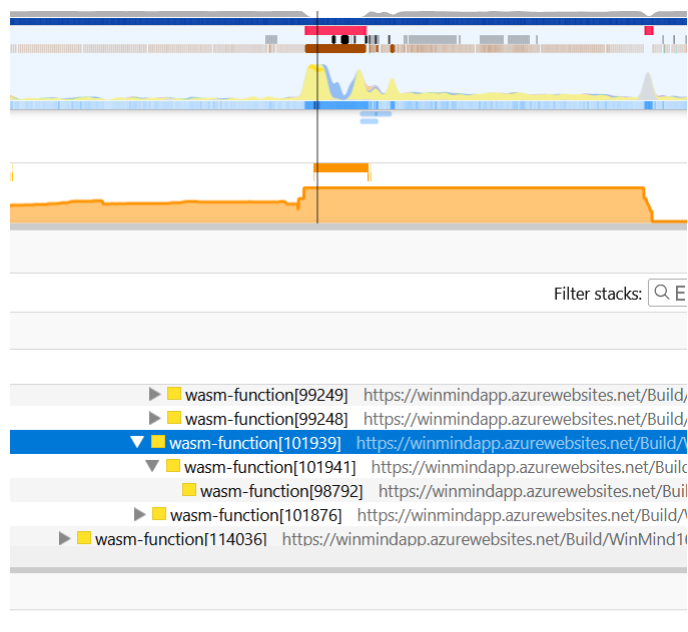 Filter stacks: E
wasm-function[99249] https://winmindapp.azurewebsites.net/Build/
wasm-function[99248] https://winmindapp.azurewebsites.net/Build/
wasm-function[101939] https://winmindapp.azurewebsites.net/Build/W
wasm-function[101941] https://winmindapp.azurewebsites.net/Build
wasm-function[98792] https://winmindapp.azurewebsites.net/Buil
wasm-function[101876] https://winmindapp.azurewebsites.net/Build/W
wasm-function[114036] https://winmindapp.azurewebsites.net/Build/WinMind16